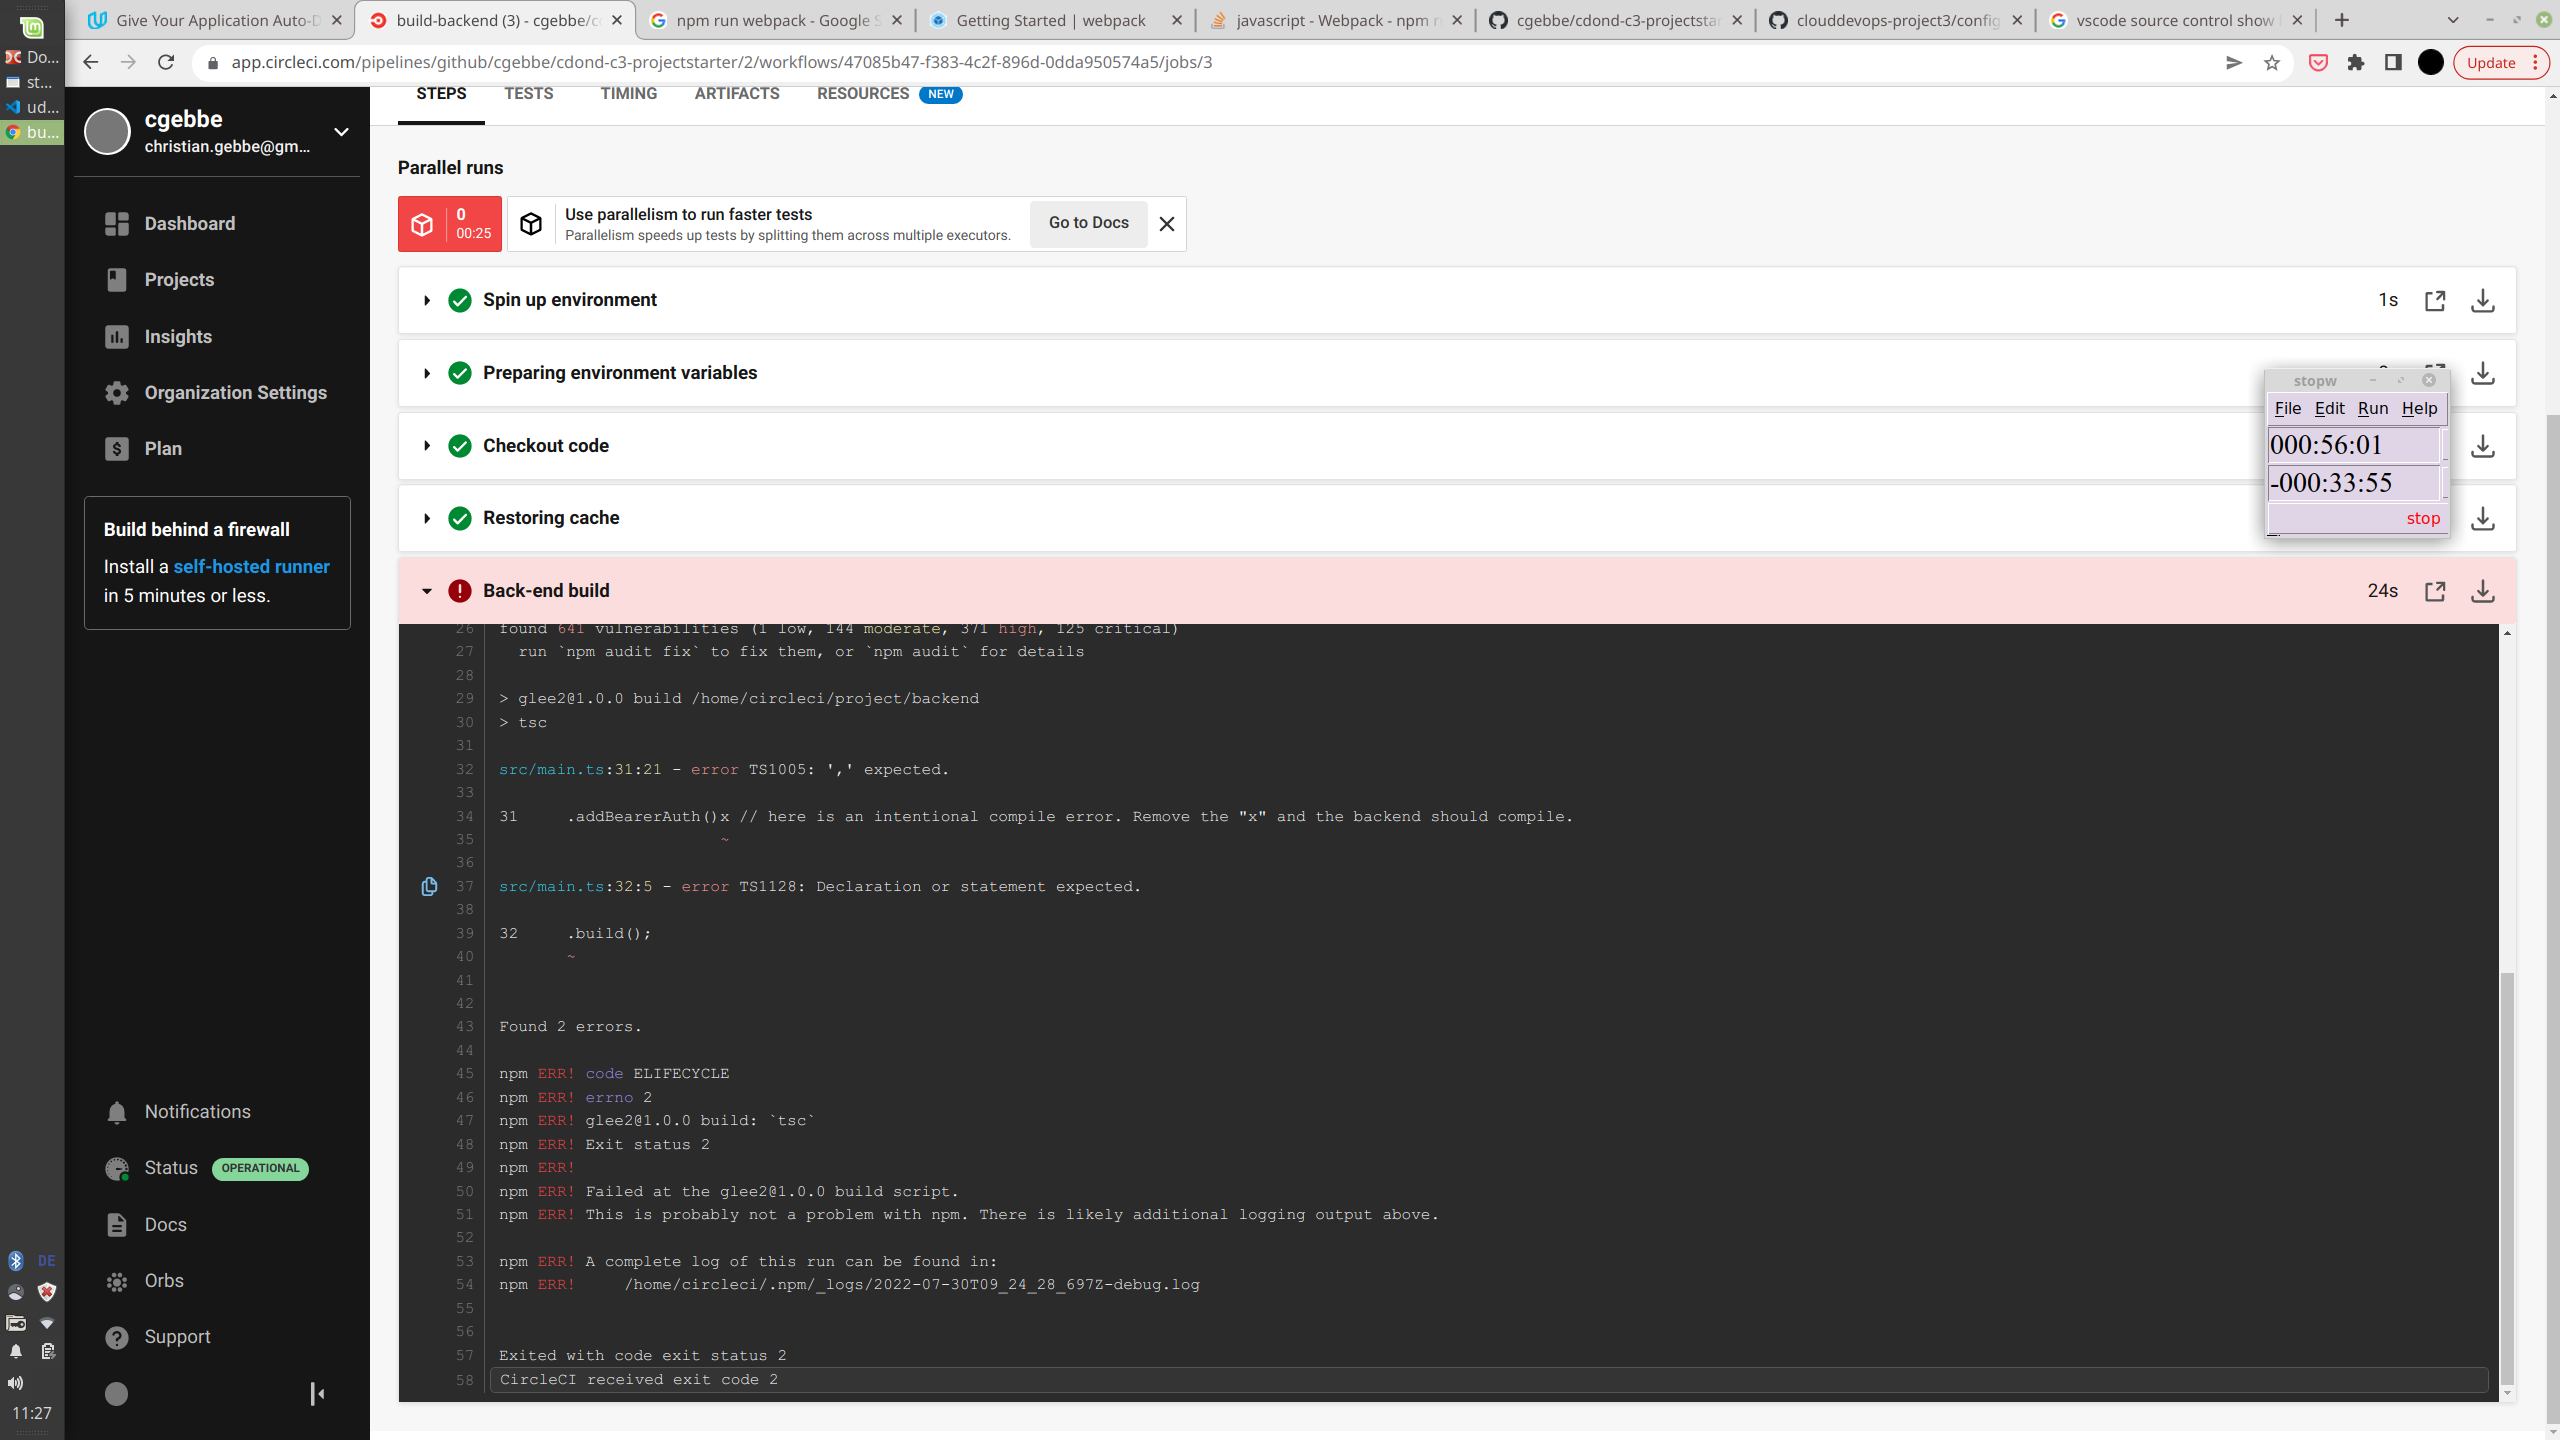 Give Your Application Auto-D
build-backend (3) - cgebbe/c
npm run webpack - Google S
Getting Started | webpack
javascript - Webpack - npm r
cgebbe/cdond-c3-projectstar
clouddevops-project3/config
vscode source control show
Do...
st...
ud...
bu...
app.circleci.com/pipelines/github/cgebbe/cdond-c3-projectstarter/2/workflows/47085b47-f383-4c2f-896d-0dda950574a5/jobs/3
Update
cgebbe
christian.gebbe@gm...
Dashboard
Projects
Insights
Organization Settings
Plan
Build behind a firewall
Install a self-hosted runner
in 5 minutes or less.
Notifications
Status OPERATIONAL
Docs
Orbs
Support
DE
11:27
STEPS TESTS TIMING ARTIFACTS RESOURCES NEW
Parallel runs
0
00:25
Use parallelism to run faster tests
Parallelism speeds up tests by splitting them across multiple executors.
Go to Docs
Spin up environment 1s
Preparing environment variables
Checkout code
Restoring cache
stopw
File Edit Run Help
000:56:01
-000:33:55
stop
Back-end build 24s
26 found 641 vulnerabilities (1 low, 144 moderate, 371 high, 125 critical)
27 run `npm audit fix` to fix them, or `npm audit` for details
28
29 > glee2@1.0.0 build /home/circleci/project/backend
30 > tsc
31
32 src/main.ts:31:21 - error TS1005: ',' expected.
33
34 31 .addBearerAuth()x // here is an intentional compile error. Remove the "x" and the backend should compile.
35 ~
36
37 src/main.ts:32:5 - error TS1128: Declaration or statement expected.
38
39 32 .build();
40 ~
41
42
43 Found 2 errors.
44
45 npm ERR! code ELIFECYCLE
46 npm ERR! errno 2
47 npm ERR! glee2@1.0.0 build: `tsc`
48 npm ERR! Exit status 2
49 npm ERR!
50 npm ERR! Failed at the glee2@1.0.0 build script.
51 npm ERR! This is probably not a problem with npm. There is likely additional logging output above.
52
53 npm ERR! A complete log of this run can be found in:
54 npm ERR! /home/circleci/.npm/_logs/2022-07-30T09_24_28_697Z-debug.log
55
56
57 Exited with code exit status 2
58 CircleCI received exit code 2